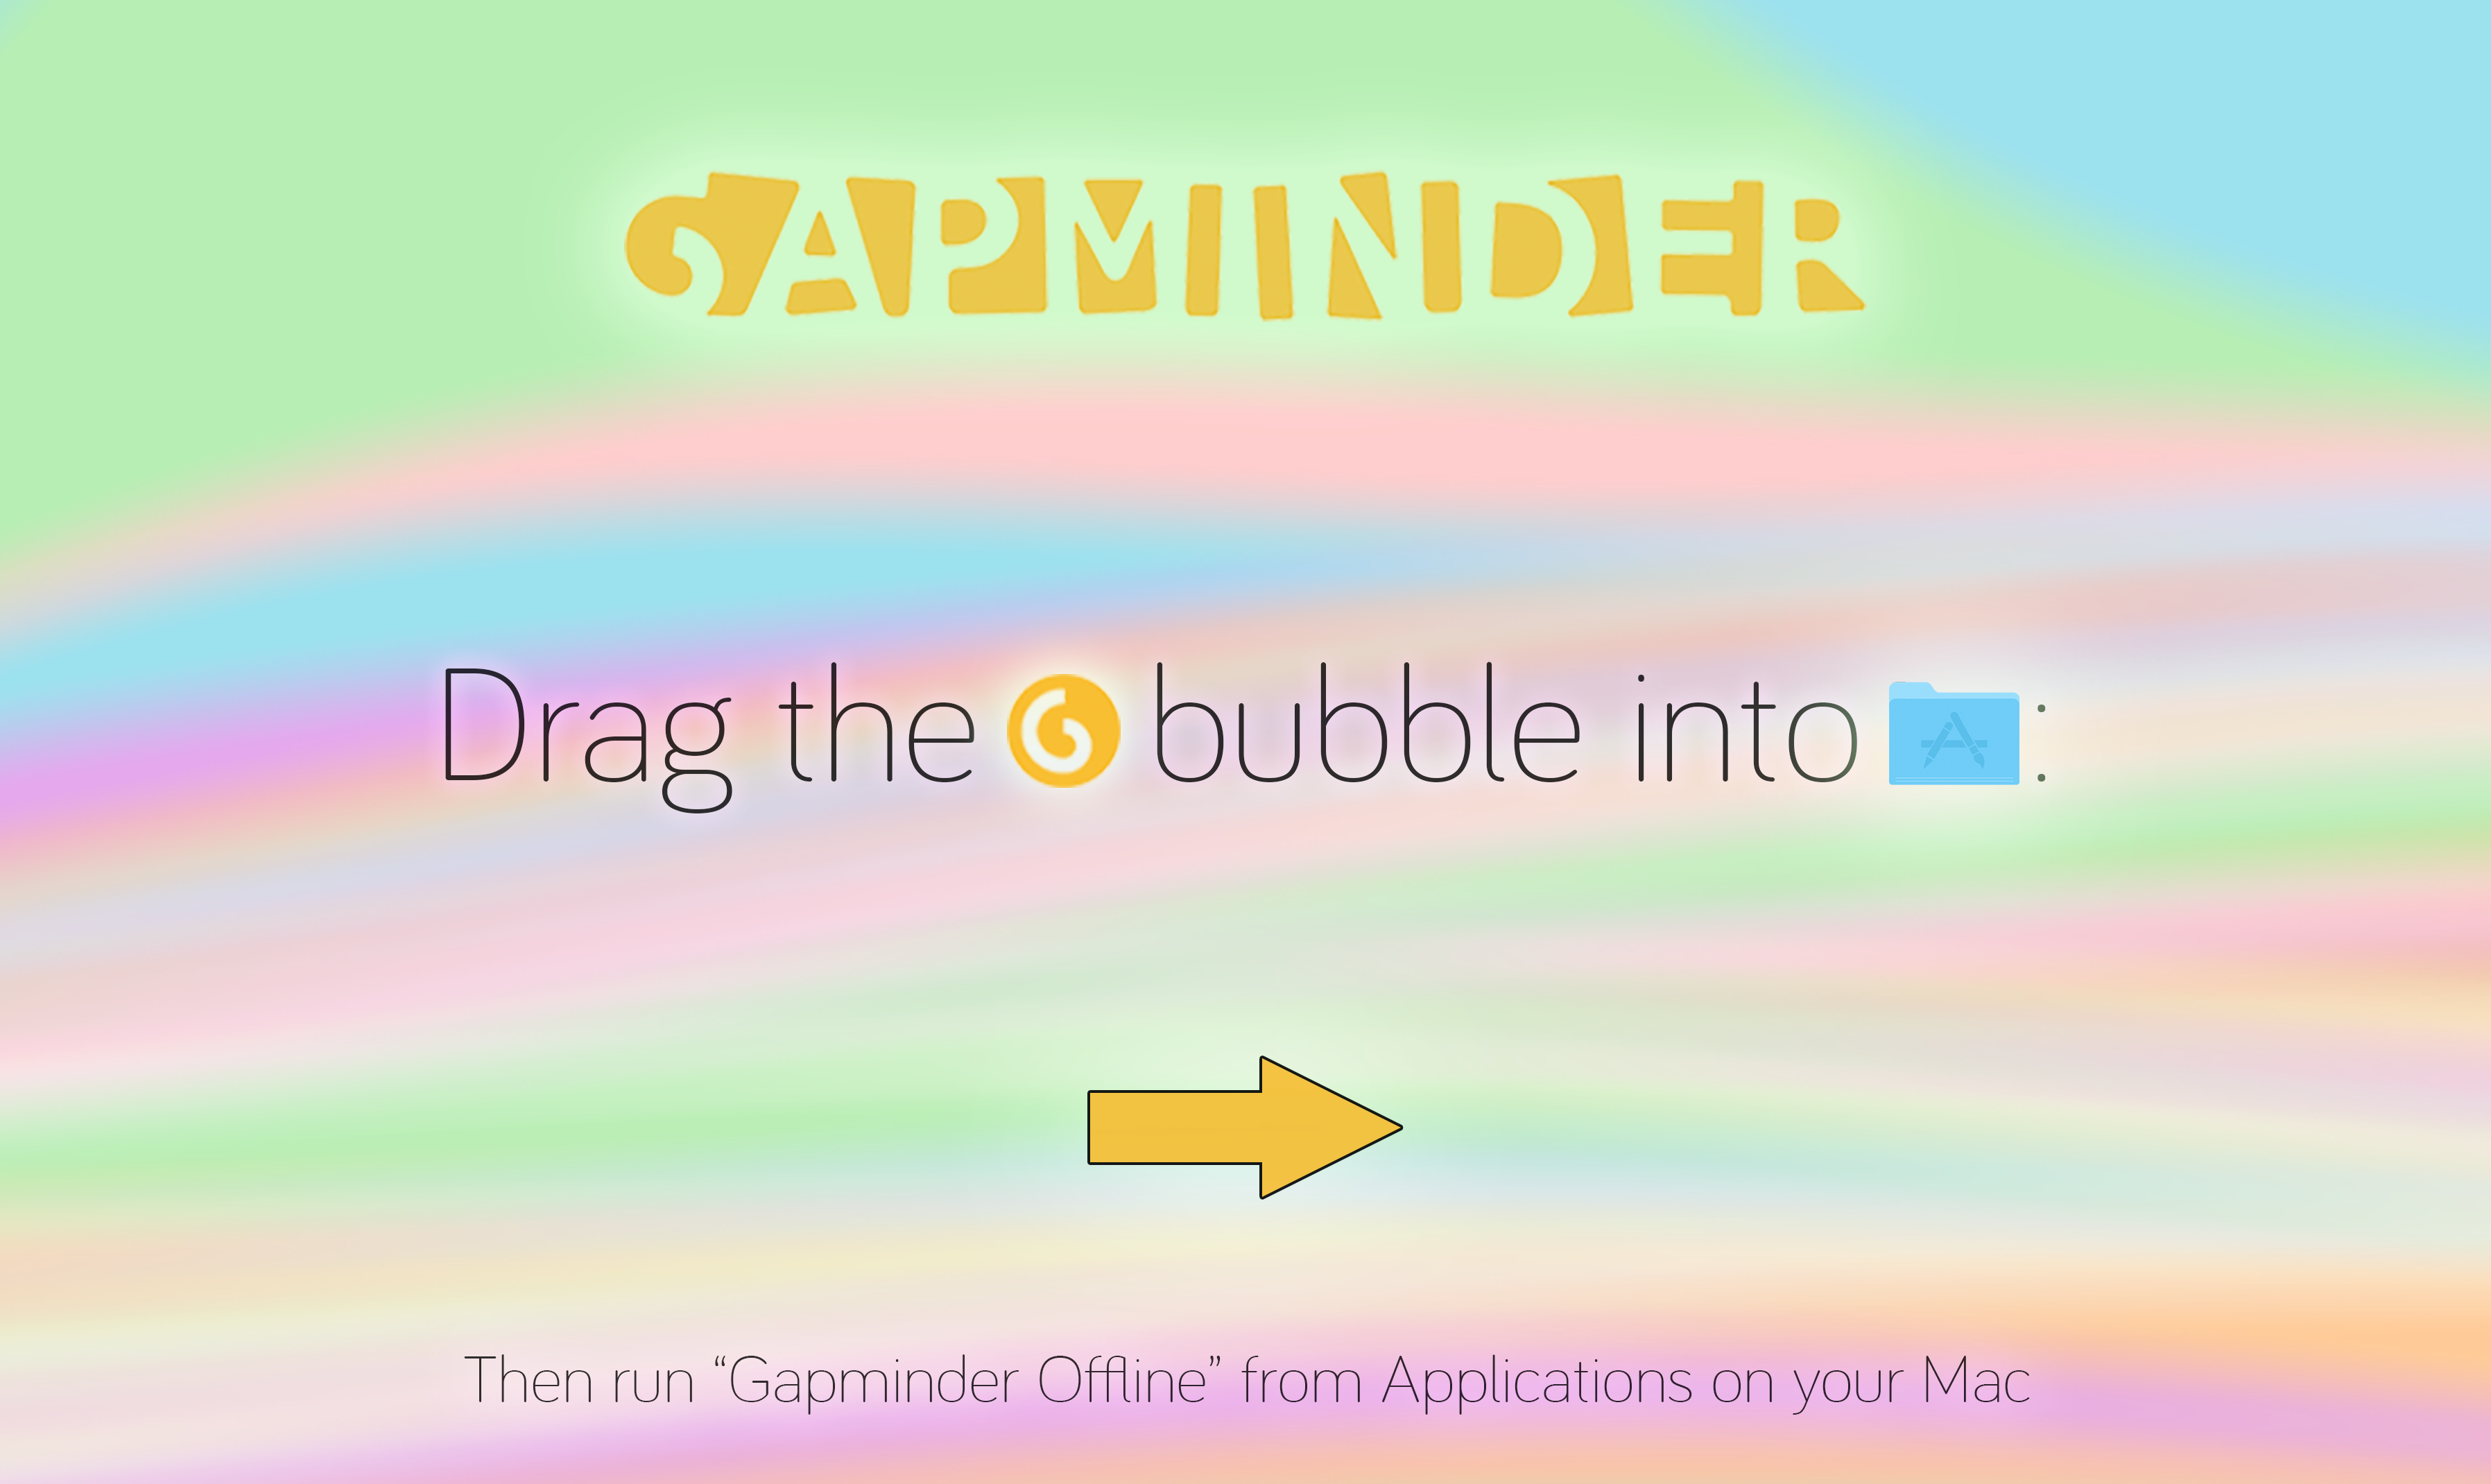 GAPMINDER
Drag the G bubble into :
Then run “Gapminder Offline” from Applications on your Mac